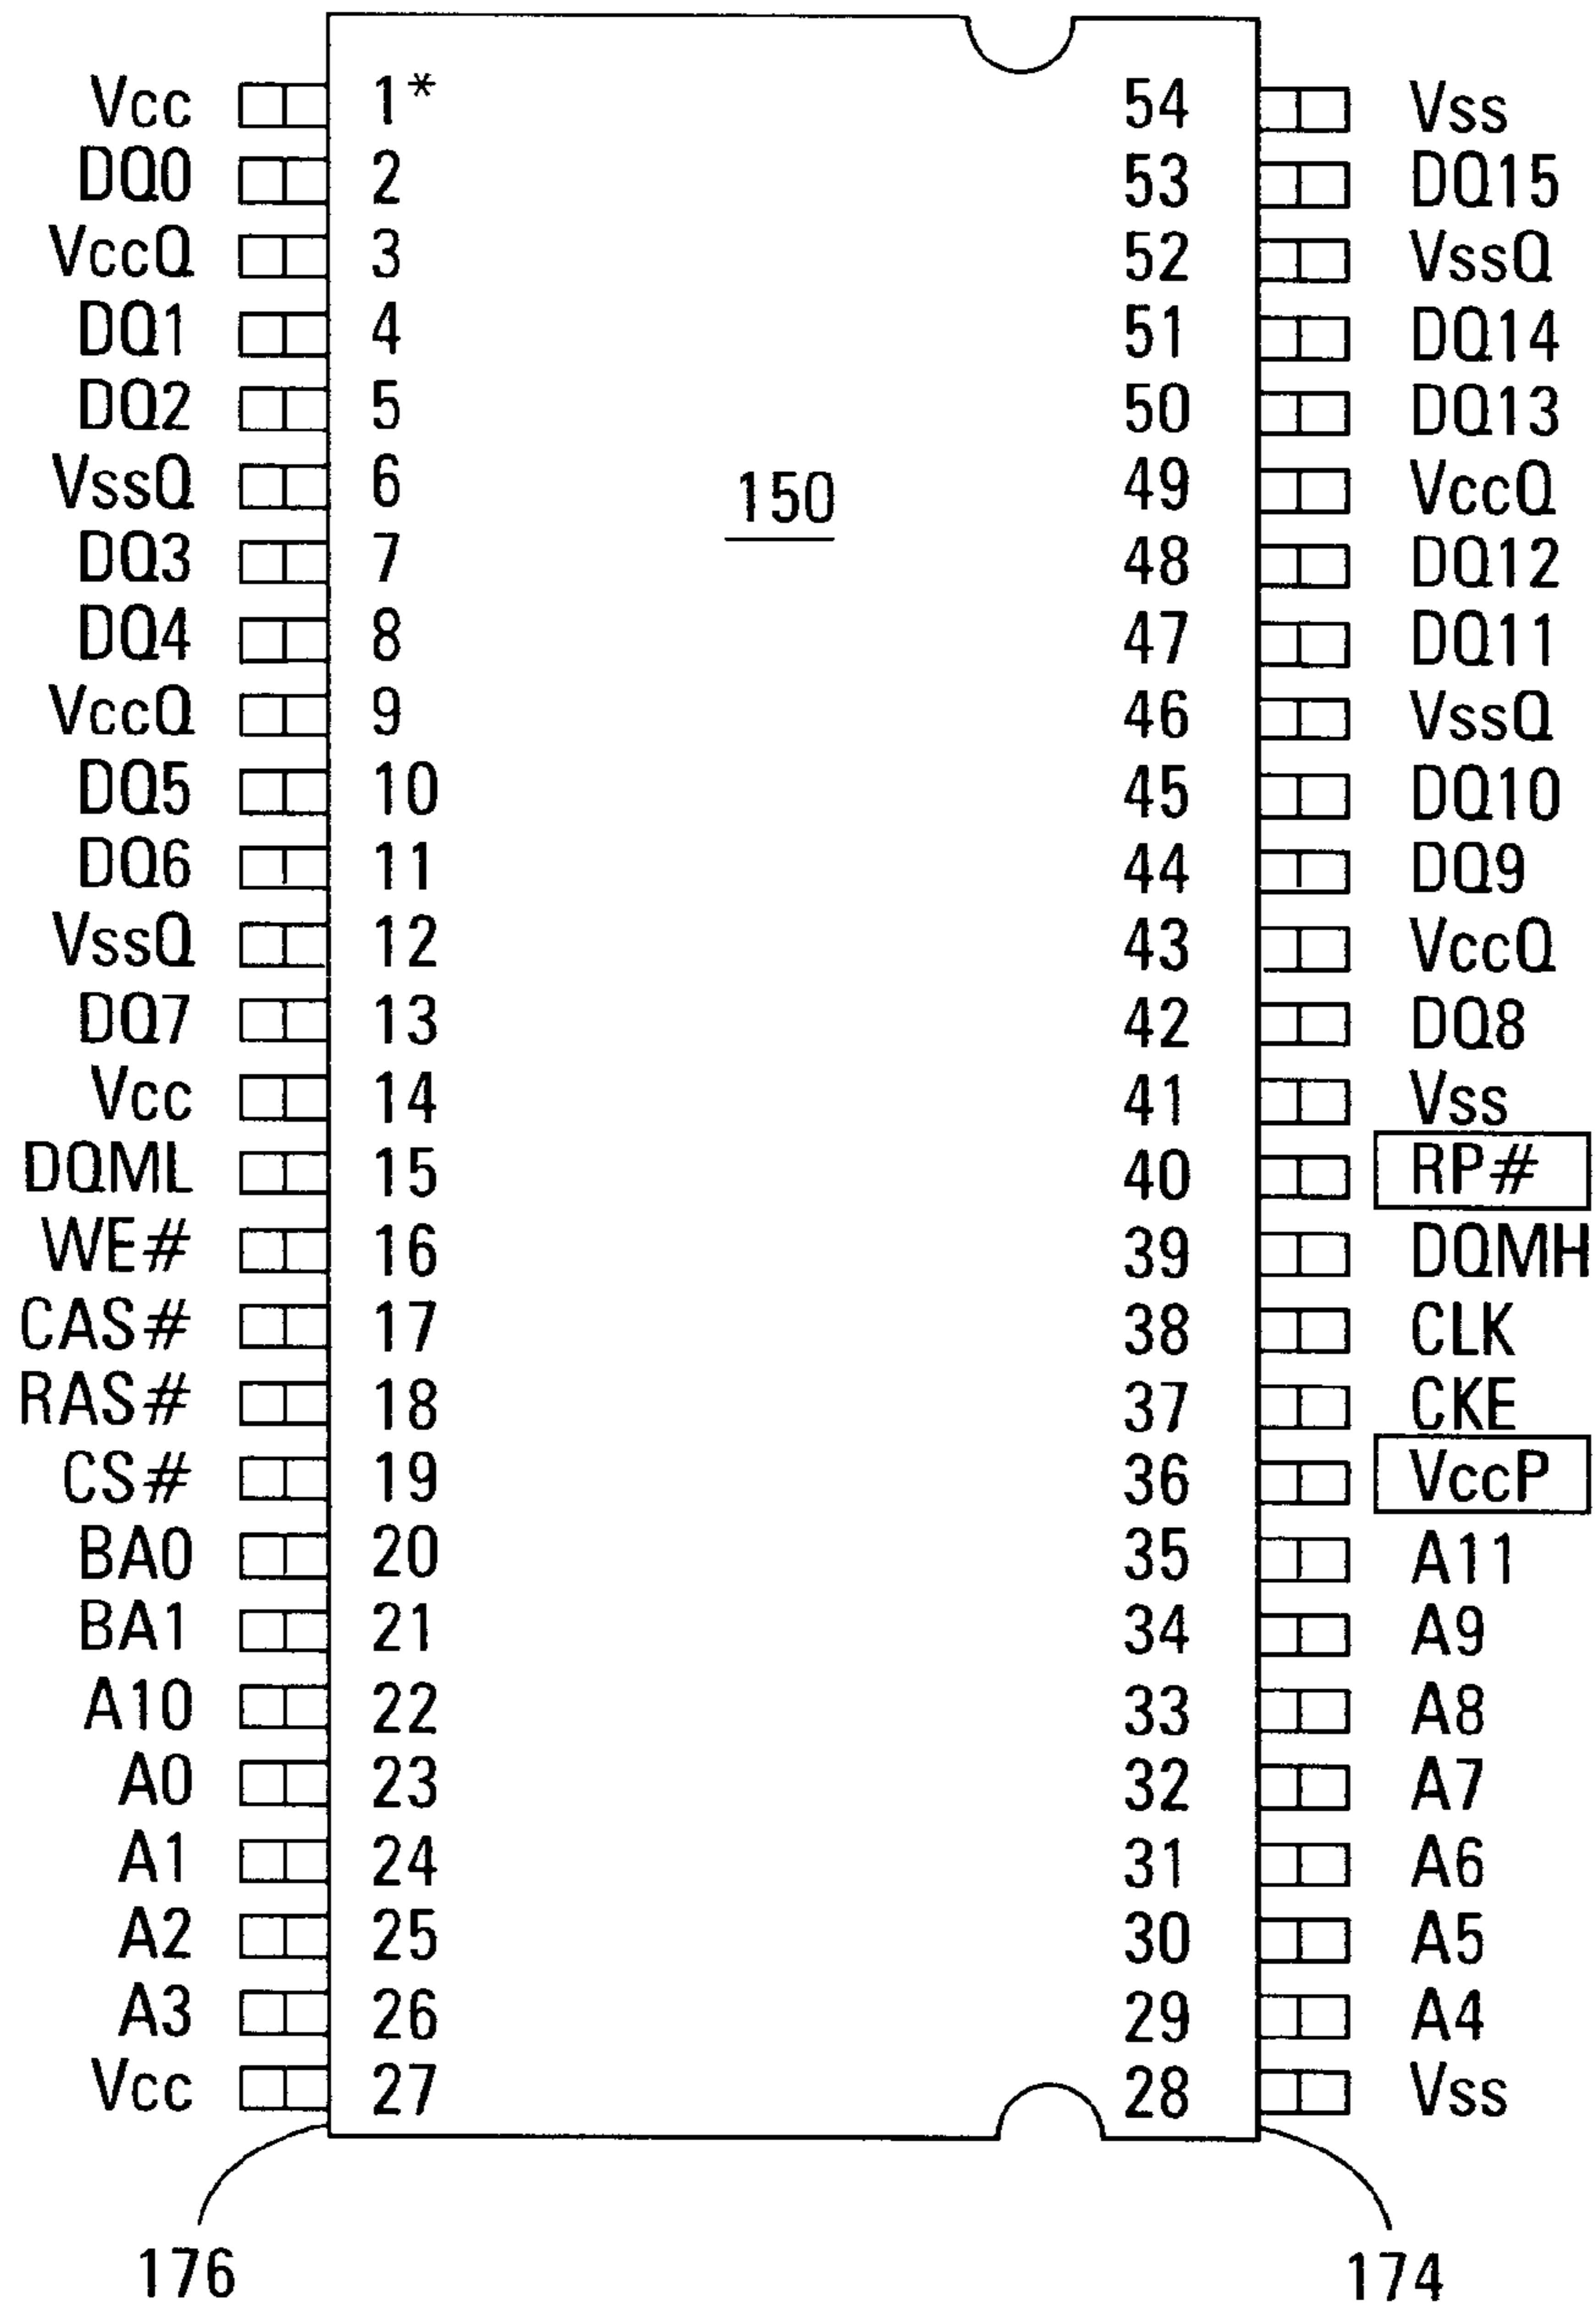 Vcc 1* 54 Vss
DQ0 2 53 DQ15
VccQ 3 52 VssQ
DQ1 4 51 DQ14
DQ2 5 50 DQ13
VssQ 6 150 49 VccQ
DQ3 7 48 DQ12
DQ4 8 47 DQ11
VccQ 9 46 VssQ
DQ5 10 45 DQ10
DQ6 11 44 DQ9
VssQ 12 43 VccQ
DQ7 13 42 DQ8
Vcc 14 41 Vss
DQML 15 40 RP#
WE# 16 39 DQMH
CAS# 17 38 CLK
RAS# 18 37 CKE
CS# 19 36 VccP
BA0 20 35 A11
BA1 21 34 A9
A10 22 33 A8
A0 23 32 A7
A1 24 31 A6
A2 25 30 A5
A3 26 29 A4
Vcc 27 28 Vss
176 174